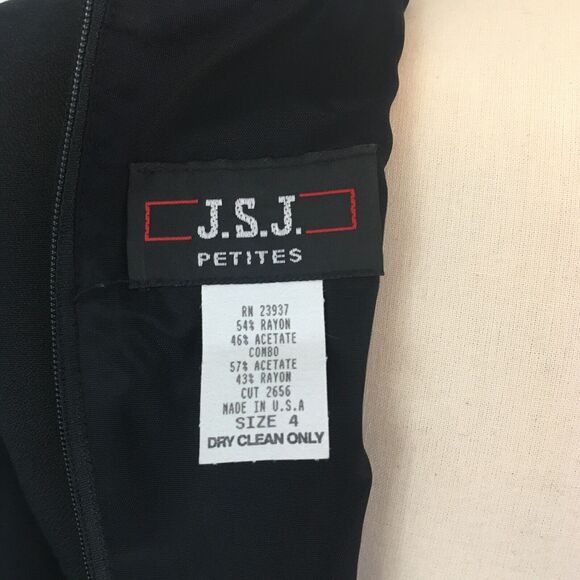 J.S.J.
PETITES
RN 23937
54% RAYON
46% ACETATE
COMBO
57% ACETATE
43% RAYON
CUT 2656
MADE IN U.S.A
SIZE 4
DRY CLEAN ONLY